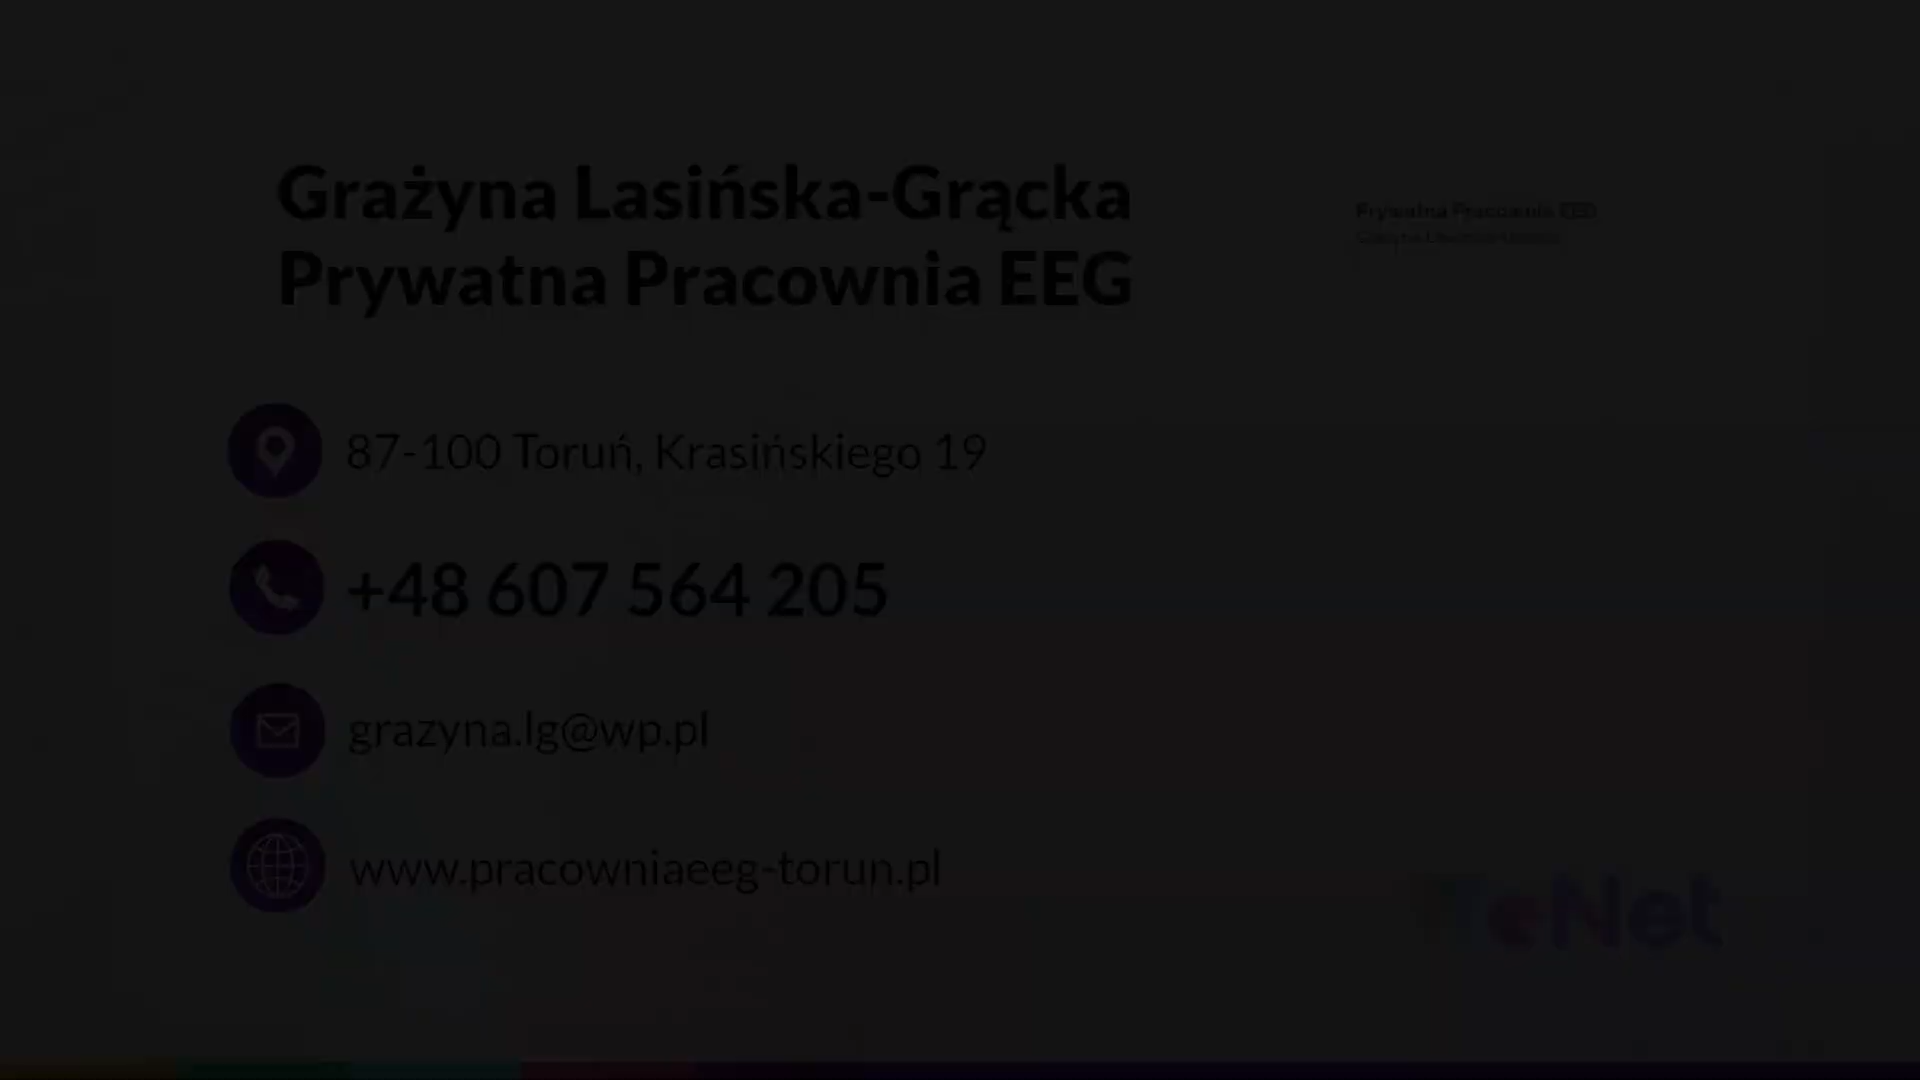 Grażyna Lasińska-Grącka
Prywatna Pracownia EEG
Prywatna Pracownia EEG
87-100 Toruń, Krasińskiego 19
+48 607 564 205
grazyna.lg@wp.pl
www.pracowniaeeg-torun.pl
eNet